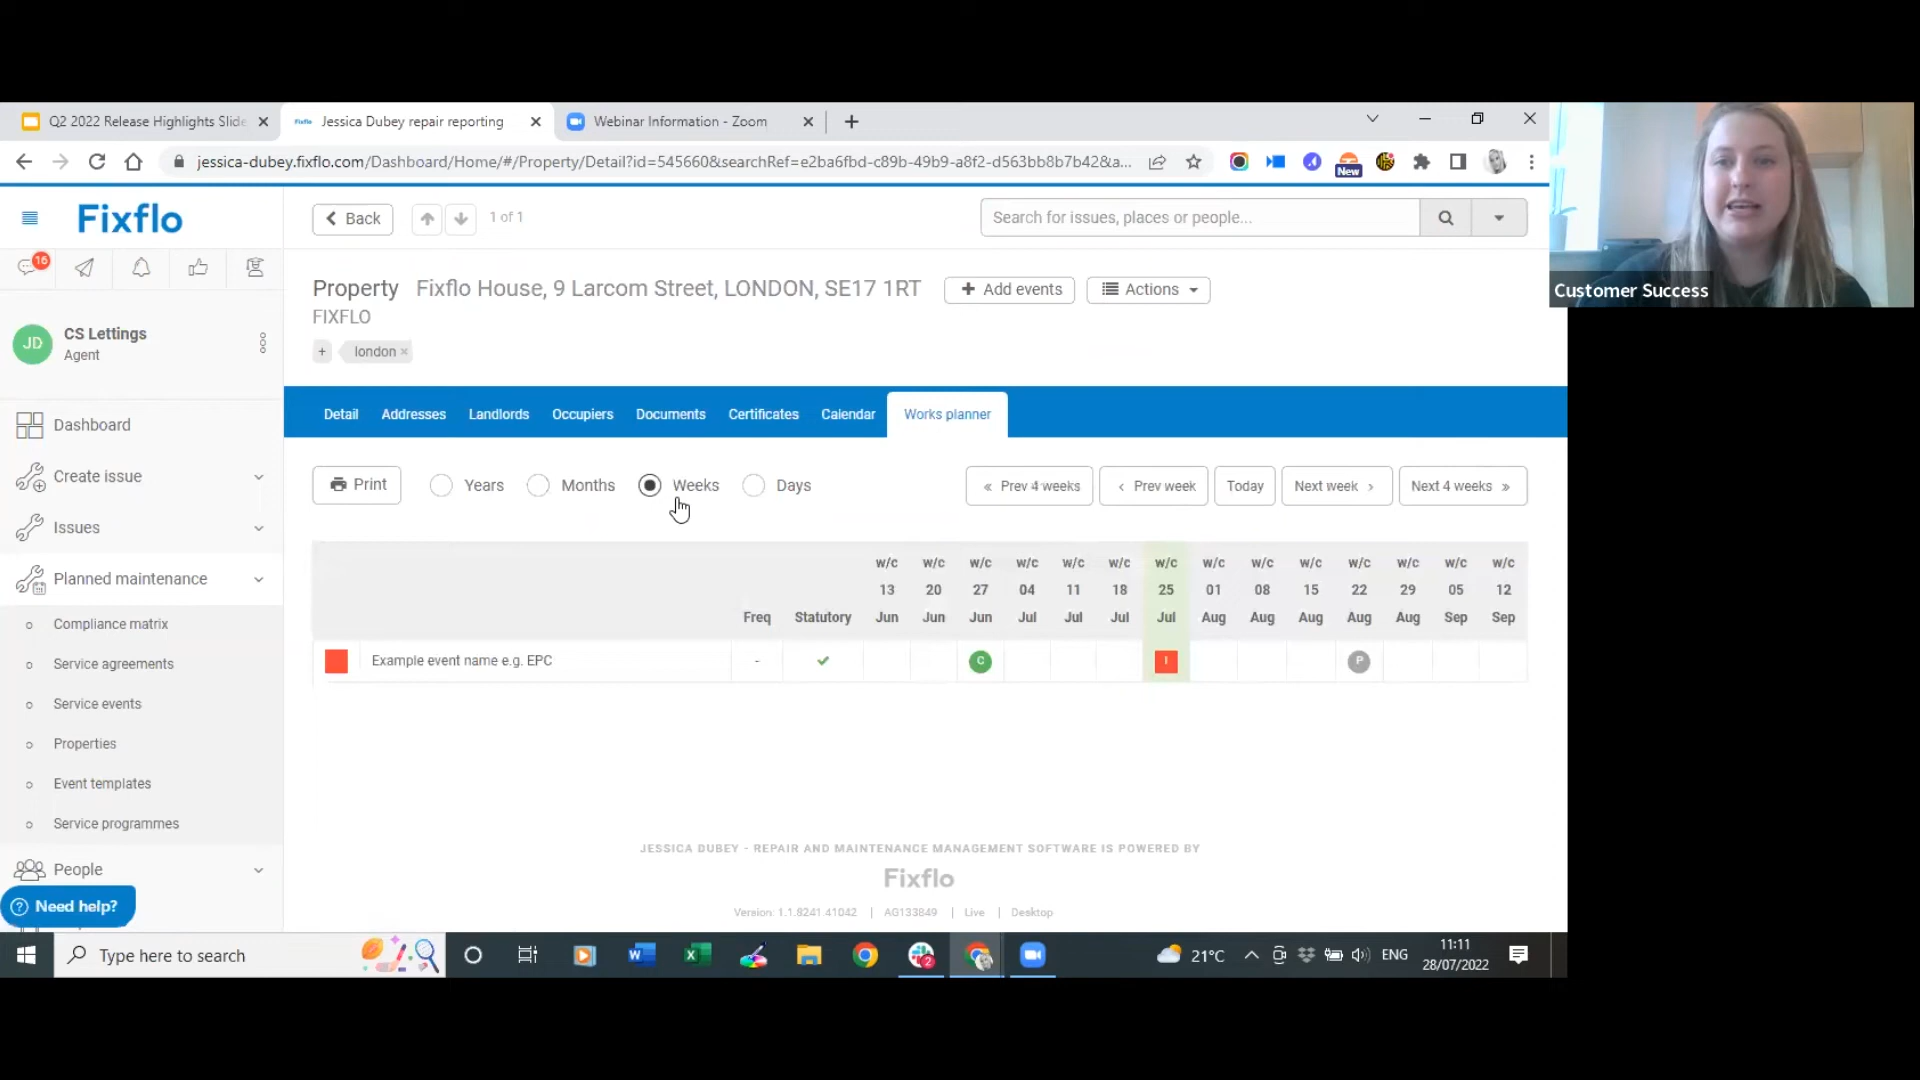 Q2 2022 Release Highlights Slide
Fixflo Jessica Dubey repair reporting
Webinar Information - Zoom
jessica-dubey.fixflo.com/Dashboard/Home/#/Property/Detail?id=545660&searchRef=e2ba6fbd-c89b-49b9-a8f2-d563bb8b7b42&a...
New
Fixflo
Back
1 of 1
Search for issues, places or people...
16
Property Fixflo House, 9 Larcom Street, LONDON, SE17 1RT
Add events
Actions
FIXFLO
+ london ×
Customer Success
JD
CS Lettings
Agent
Dashboard
Create issue
Issues
Planned maintenance
Compliance matrix
Service agreements
Service events
Properties
Event templates
Service programmes
People
Need help?
Detail Addresses Landlords Occupiers Documents Certificates Calendar Works planner
Print Years Months Weeks Days
« Prev 4 weeks ‹ Prev week Today Next week › Next 4 weeks »
w/c w/c w/c w/c w/c w/c w/c w/c w/c w/c w/c w/c w/c w/c
13 20 27 04 11 18 25 01 08 15 22 29 05 12
Freq Statutory Jun Jun Jun Jul Jul Jul Jul Aug Aug Aug Aug Aug Sep Sep
Example event name e.g. EPC - C I P
JESSICA DUBEY - REPAIR AND MAINTENANCE MANAGEMENT SOFTWARE IS POWERED BY
Fixflo
Version: 1.1.8241.41042 | AG133849 | Live | Desktop
Type here to search
2
21°C
ENG
11:11
28/07/2022